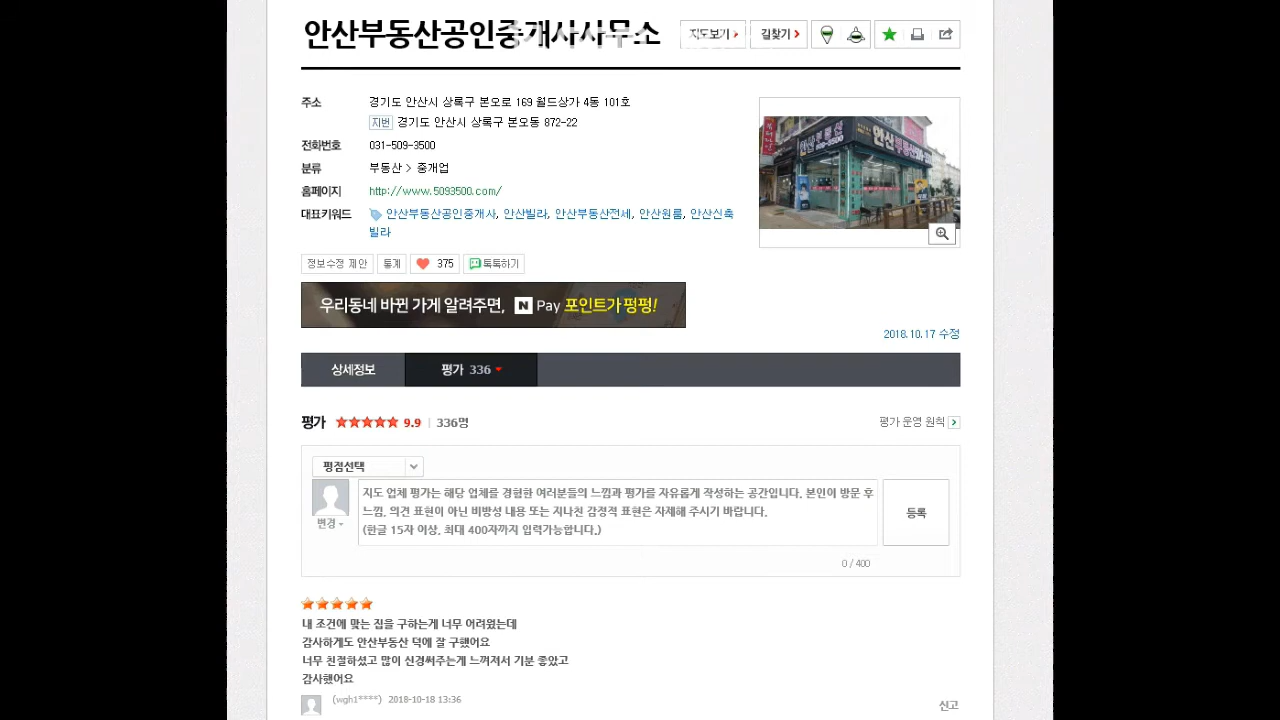 안산부동산공인중개사사무소
지도보기 길찾기
주소 경기도 안산시 상록구 본오로 169 월드상가 4동 101호
지번 경기도 안산시 상록구 본오동 872-22
전화번호 031-509-3500
분류 부동산 > 중개업
홈페이지 http://www.5093500.com/
대표키워드 안산부동산공인중개사, 안산빌라, 안산부동산전세, 안산원룸, 안산신축
빌라
안산부동산
정보수정 제안 통계 375 톡톡하기
우리동네 바뀐 가게 알려주면, N Pay 포인트가 펑펑!
2018.10.17 수정
상세정보 평가 336
평가 9.9 336명
평가 운영 원칙
평점선택
지도 업체 평가는 해당 업체를 경험한 여러분들의 느낌과 평가를 자유롭게 작성하는 공간입니다. 본인이 방문 후
느낌, 의견 표현이 아닌 비방성 내용 또는 지나친 감정적 표현은 자제해 주시기 바랍니다.
(한글 15자 이상, 최대 400자까지 입력가능합니다.)
변경
등록
0 / 400
내 조건에 맞는 집을 구하는게 너무 어려웠는데
감사하게도 안산부동산 덕에 잘 구했어요
너무 친절하셨고 많이 신경써주는게 느껴져서 기분 좋았고
감사했어요
(wgh1****) 2018-10-18 13:36
신고